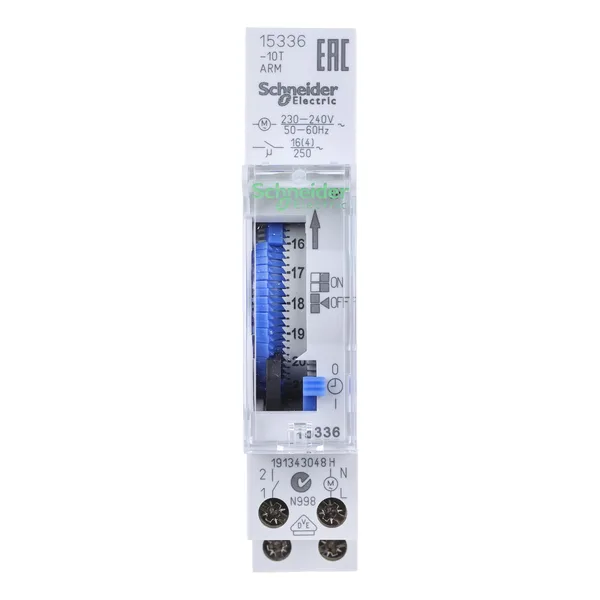 15336 EAC
-10T
ARM
Schneider
Electric
M 230-240V ~
50-60Hz
16(4) ~
250
Schneider
-16
-17
ON
-18
OFF
-19
20
0
I
336
191343048 H
2 N
M
1 L
N998
DVE